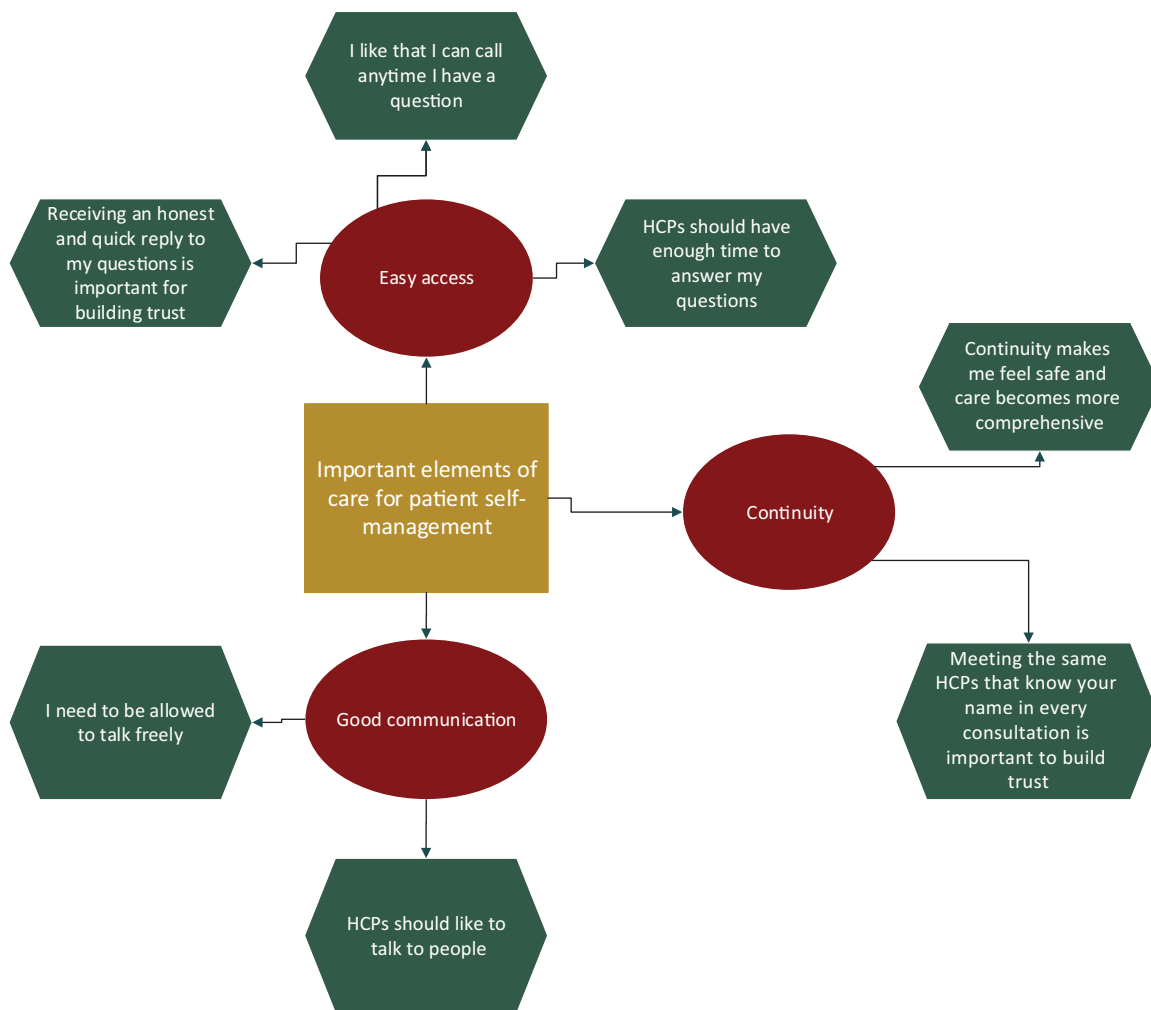 I like that I can call
anytime I have a
question
Receiving an honest
and quick reply to
my questions is
important for
building trust
Easy access
HCPs should have
enough time to
answer my
questions
Continuity makes
me feel safe and
care becomes more
comprehensive
Important elements of
care for patient self-
management
Continuity
I need to be allowed
to talk freely
Good communication
Meeting the same
HCPs that know your
name in every
consultation is
important to build
trust
HCPs should like to
talk to people